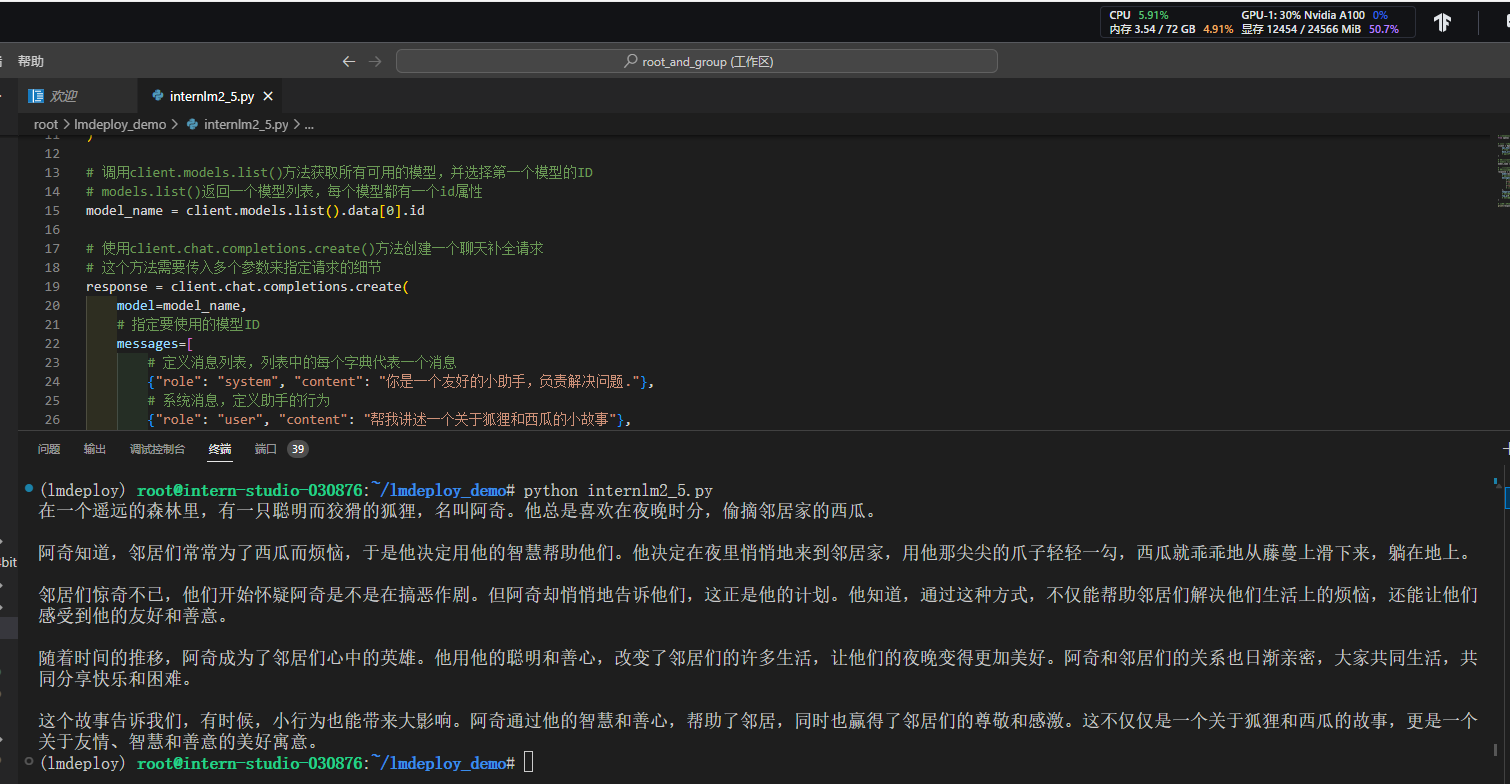 CPU 5.91% GPU-1: 30% Nvidia A100 0%
内存 3.54 / 72 GB 4.91% 显存 12454 / 24566 MiB 50.7%
帮助
root_and_group (工作区)
欢迎 internlm2_5.py
root > lmdeploy_demo > internlm2_5.py > ...
11 )
12
13 # 调用client.models.list()方法获取所有可用的模型，并选择第一个模型的ID
14 # models.list()返回一个模型列表，每个模型都有一个id属性
15 model_name = client.models.list().data[0].id
16
17 # 使用client.chat.completions.create()方法创建一个聊天补全请求
18 # 这个方法需要传入多个参数来指定请求的细节
19 response = client.chat.completions.create(
20 model=model_name,
21 # 指定要使用的模型ID
22 messages=[
23 # 定义消息列表，列表中的每个字典代表一个消息
24 {"role": "system", "content": "你是一个友好的小助手，负责解决问题."},
25 # 系统消息，定义助手的行为
26 {"role": "user", "content": "帮我讲述一个关于狐狸和西瓜的小故事"},
问题 输出 调试控制台 终端 端口 39
(lmdeploy) root@intern-studio-030876:~/lmdeploy_demo# python internlm2_5.py
在一个遥远的森林里，有一只聪明而狡猾的狐狸，名叫阿奇。他总是喜欢在夜晚时分，偷摘邻居家的西瓜。
阿奇知道，邻居们常常为了西瓜而烦恼，于是他决定用他的智慧帮助他们。他决定在夜里悄悄地来到邻居家，用他那尖尖的爪子轻轻一勾，西瓜就乖乖地从藤蔓上滑下来，躺在地上。
邻居们惊奇不已，他们开始怀疑阿奇是不是在搞恶作剧。但阿奇却悄悄地告诉他们，这正是他的计划。他知道，通过这种方式，不仅能帮助邻居们解决他们生活上的烦恼，还能让他们
感受到他的友好和善意。
随着时间的推移，阿奇成为了邻居们心中的英雄。他用他的聪明和善心，改变了邻居们的许多生活，让他们的夜晚变得更加美好。阿奇和邻居们的关系也日渐亲密，大家共同生活，共
同分享快乐和困难。
这个故事告诉我们，有时候，小行为也能带来大影响。阿奇通过他的智慧和善心，帮助了邻居，同时也赢得了邻居们的尊敬和感激。这不仅仅是一个关于狐狸和西瓜的故事，更是一个
关于友情、智慧和善意的美好寓意。
(lmdeploy) root@intern-studio-030876:~/lmdeploy_demo#